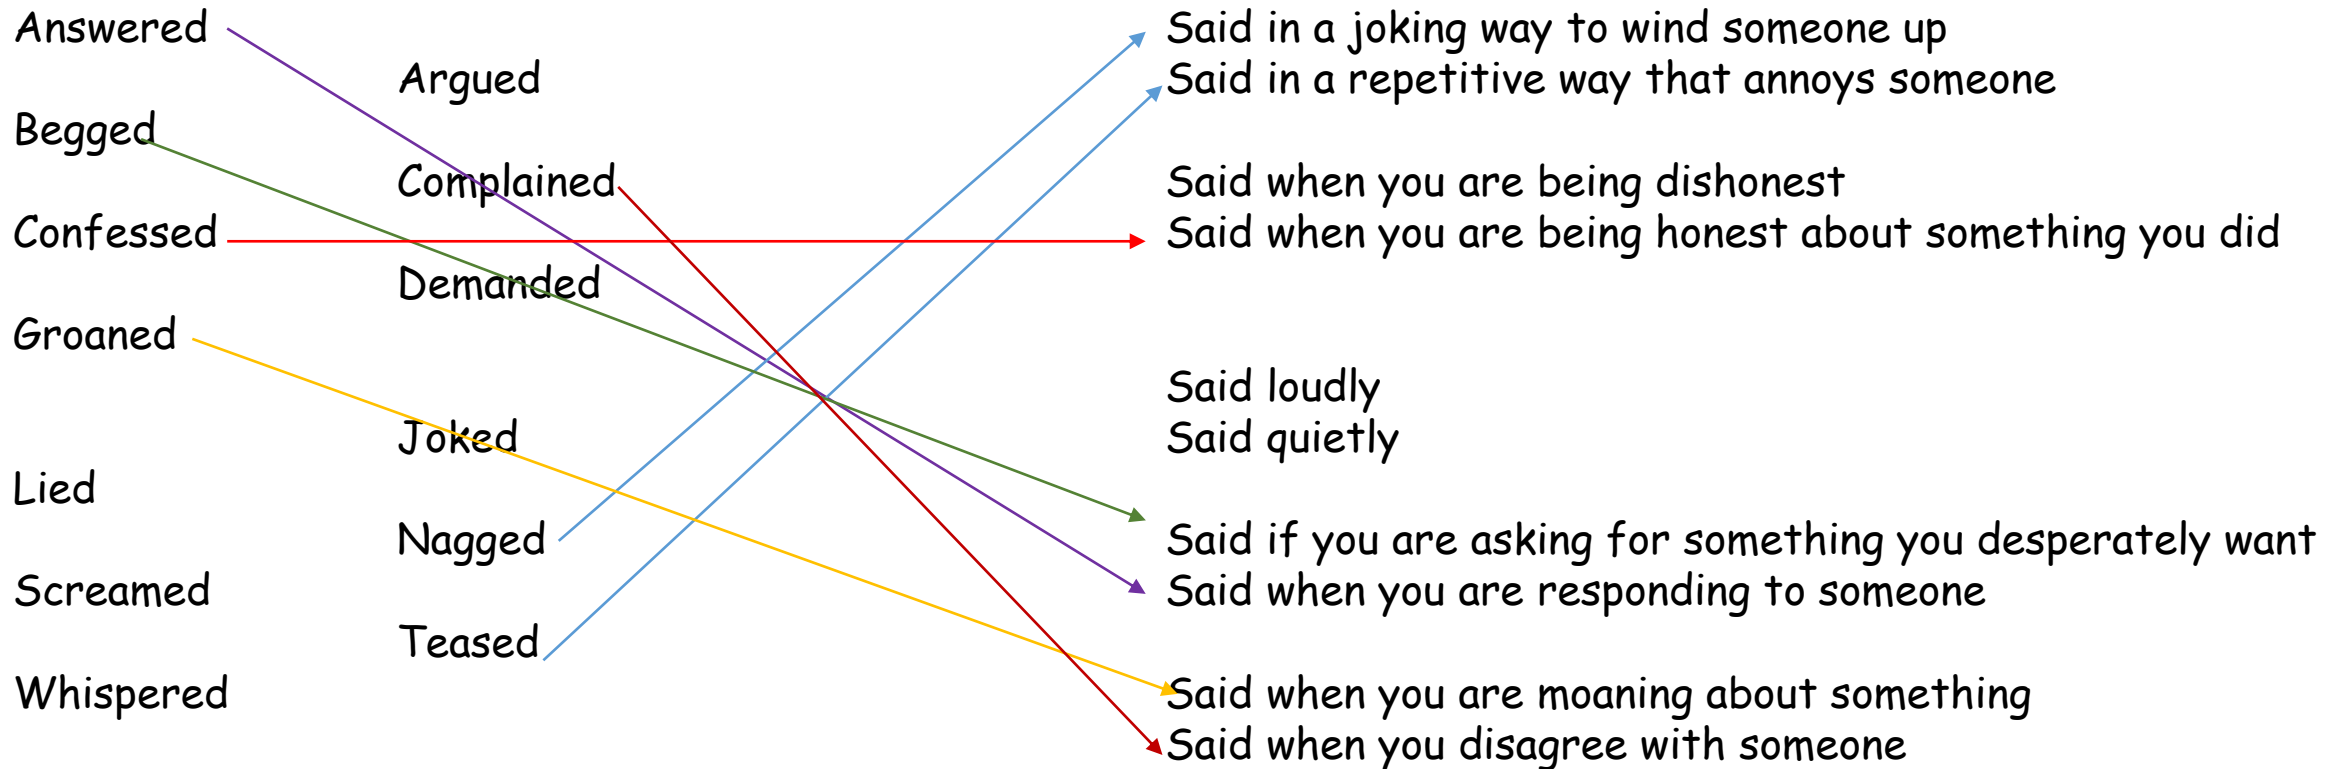 Answered
Argued
Begged
Complained
Confessed
Demanded
Groaned
Joked
Lied
Nagged
Screamed
Teased
Whispered
Said in a joking way to wind someone up
Said in a repetitive way that annoys someone
Said when you are being dishonest
Said when you are being honest about something you did
Said loudly
Said quietly
Said if you are asking for something you desperately want
Said when you are responding to someone
Said when you are moaning about something
Said when you disagree with someone